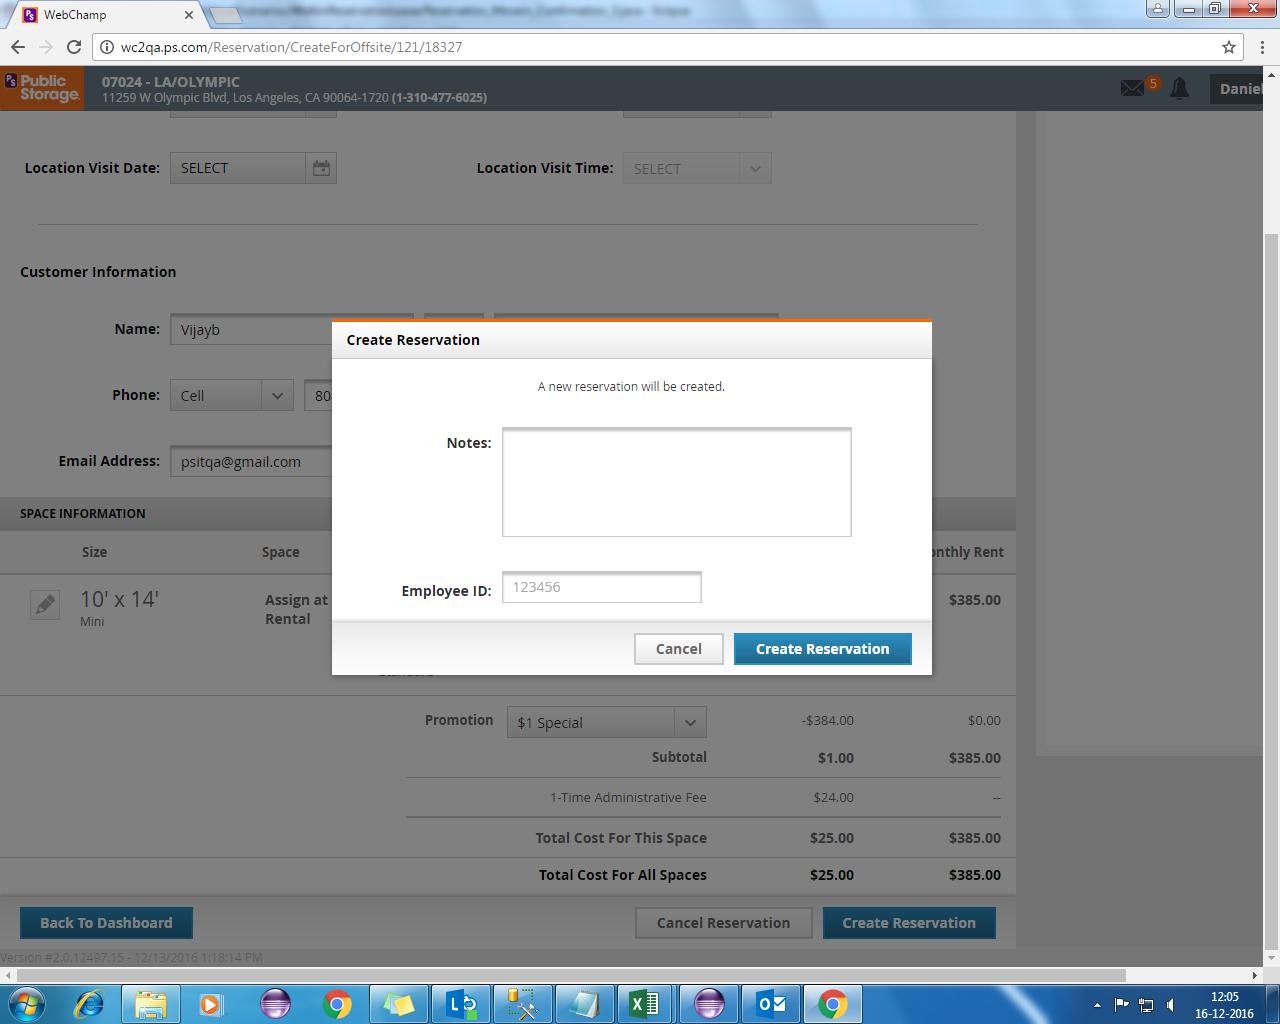 WebChamp
wc2qa.ps.com/Reservation/CreateForOffsite/121/18327
PS Public Storage.
07024 - LA/OLYMPIC
11259 W Olympic Blvd, Los Angeles, CA 90064-1720 (1-310-477-6025)
5
Daniel
Location Visit Date: SELECT
Location Visit Time: SELECT
Customer Information
Name: Vijayb
Phone: Cell 80
Email Address: psitqa@gmail.com
Create Reservation
A new reservation will be created.
Notes:
Employee ID: 123456
Cancel Create Reservation
SPACE INFORMATION
Size Space onthly Rent
10' x 14' Assign at $385.00
Mini Rental
Standard
Promotion $1 Special -$384.00 $0.00
Subtotal $1.00 $385.00
1-Time Administrative Fee $24.00 --
Total Cost For This Space $25.00 $385.00
Total Cost For All Spaces $25.00 $385.00
Back To Dashboard Cancel Reservation Create Reservation
Version #2.0.12497.15 - 12/13/2016 1:18:14 PM
12:05
16-12-2016